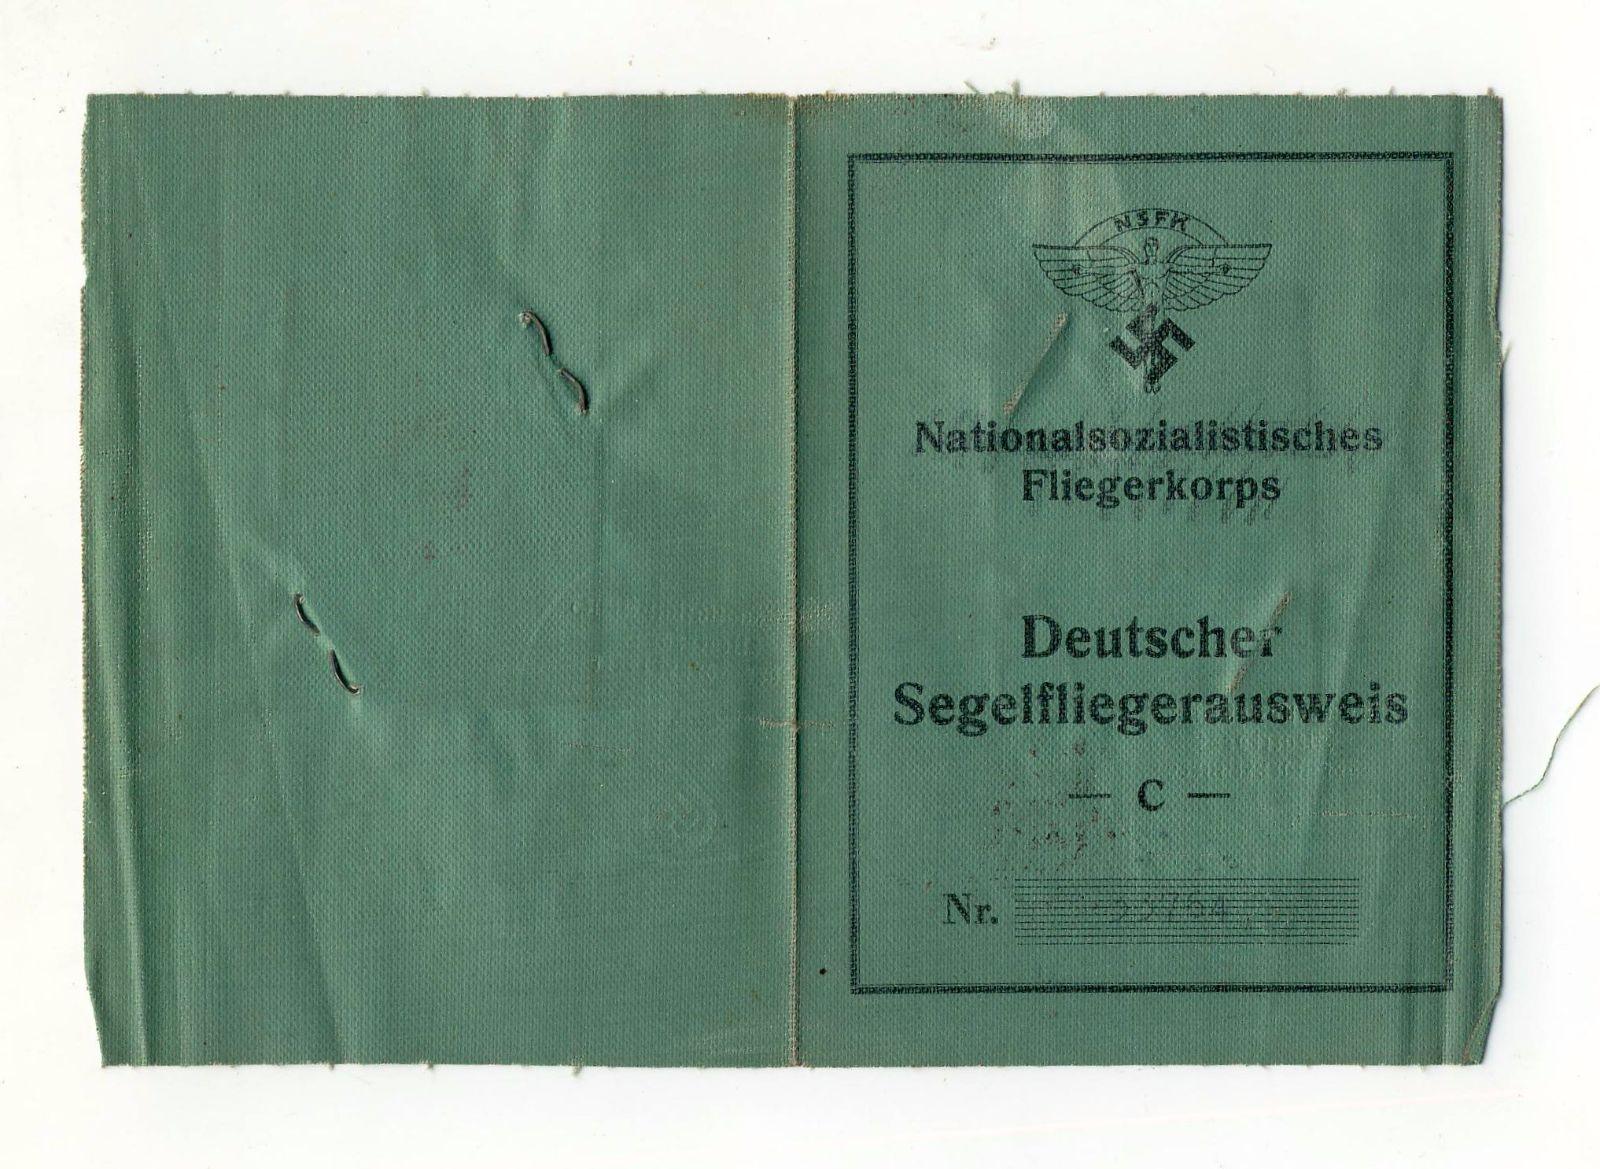 NSFK
Nationalsozialistisches
Fliegerkorps
Deutscher
Segelfliegerausweis
— C —
Nr.